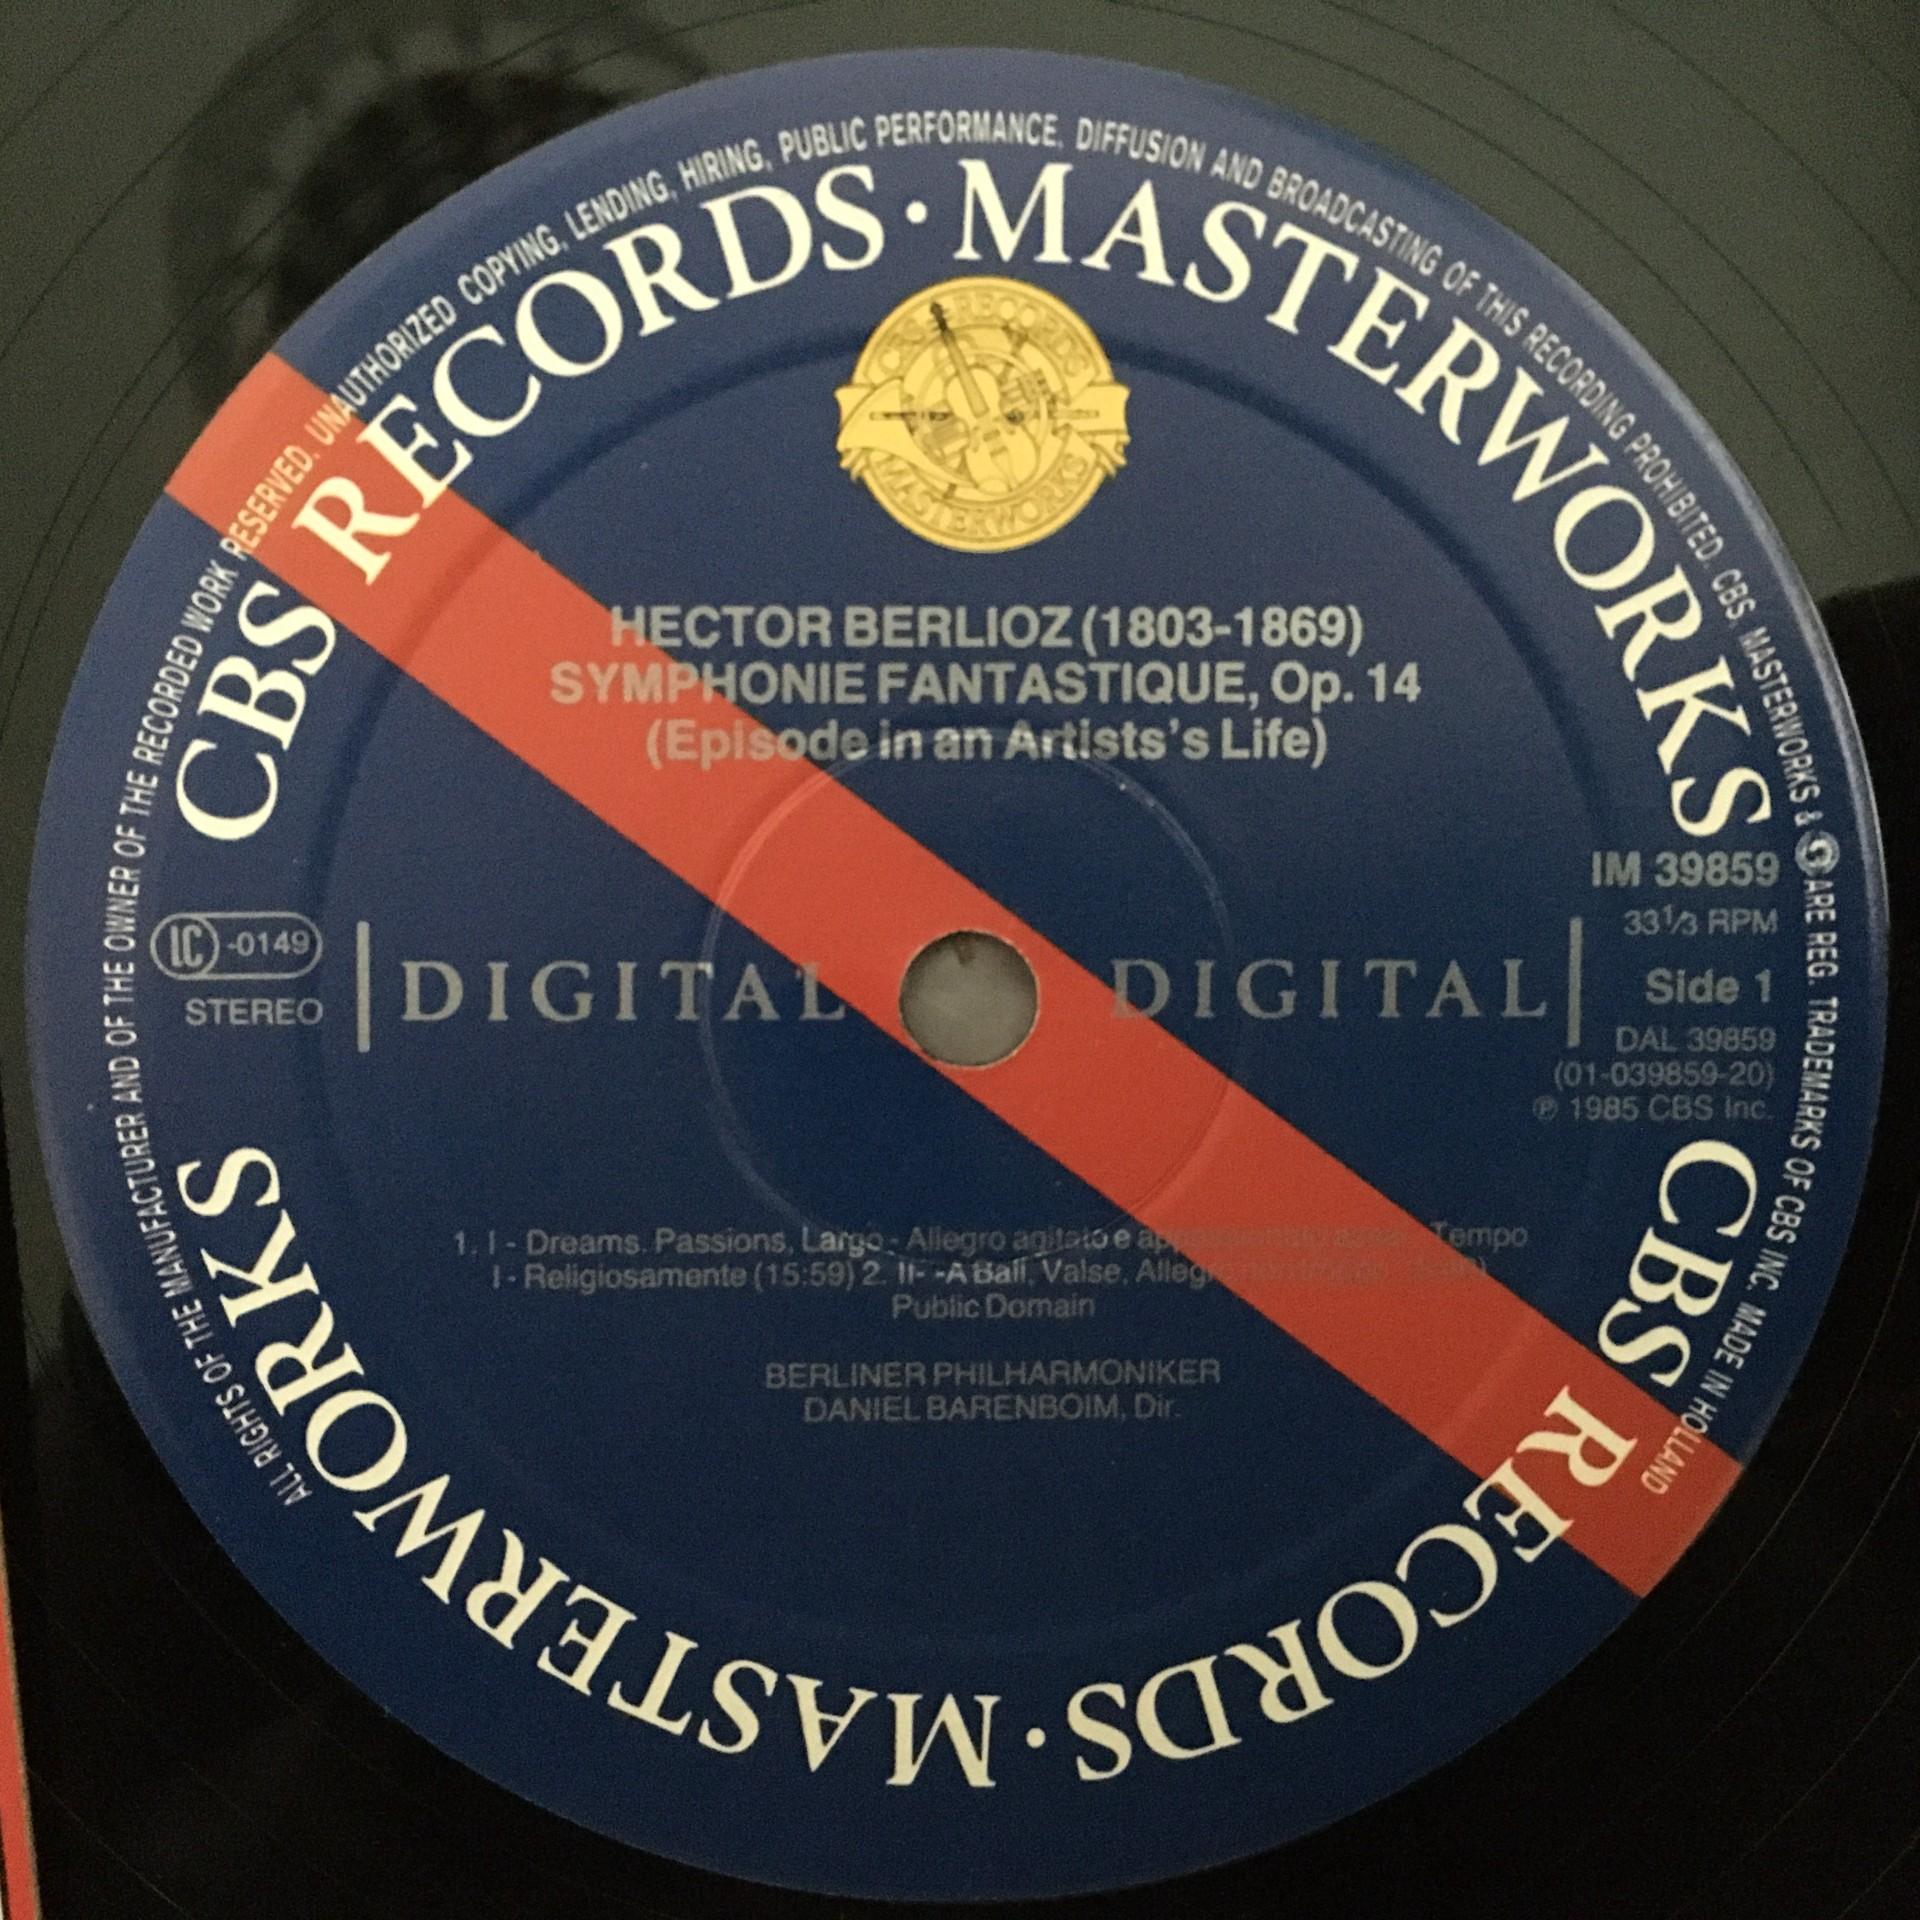 ALL RIGHTS OF THE MANUFACTURER AND OF THE OWNER OF THE RECORDED WORK RESERVED. UNAUTHORIZED COPYING, LENDING, HIRING, PUBLIC PERFORMANCE, DIFFUSION AND BROADCASTING OF THIS RECORDING PROHIBITED. CBS, MASTERWORKS & ARE REG. TRADEMARKS OF CBS INC. MADE IN HOLLAND
CBS RECORDS · MASTERWORKS
CBS RECORDS
MASTERWORKS
HECTOR BERLIOZ (1803-1869)
SYMPHONIE FANTASTIQUE, Op. 14
(Episode in an Artists's Life)
IM 39859
33⅓ RPM
LC -0149
STEREO
DIGITAL DIGITAL
Side 1
DAL 39859
(01-039859-20)
℗ 1985 CBS Inc.
1. I - Dreams. Passions, Largo - Allegro agitato e Tempo
I - Religiosamente (15:59) 2. II- -A Ball, Valse,
Public Domain
BERLINER PHILHARMONIKER
DANIEL BARENBOIM, Dir.
CBS RECORDS · MASTERWORKS